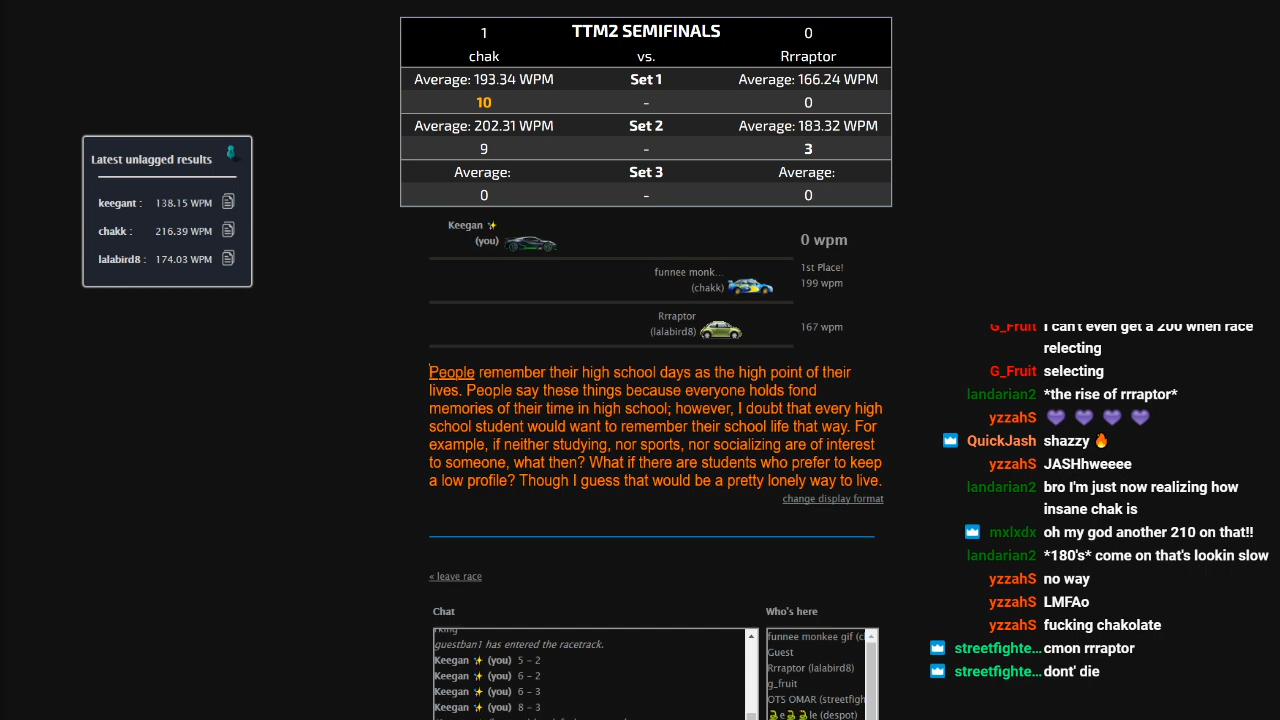 1 TTM2 SEMIFINALS 0
chak vs. Rrraptor
Average: 193.34 WPM Set 1 Average: 166.24 WPM
10 - 0
Average: 202.31 WPM Set 2 Average: 183.32 WPM
9 - 3
Average: Set 3 Average:
0 - 0
Latest unlagged results
keegant : 138.15 WPM
chakk : 216.39 WPM
lalabird8 : 174.03 WPM
Keegan ✨
(you) 0 wpm
funnee monk... 1st Place!
(chakk) 199 wpm
Rrraptor
(lalabird8) 167 wpm
People remember their high school days as the high point of their
lives. People say these things because everyone holds fond
memories of their time in high school; however, I doubt that every high
school student would want to remember their school life that way. For
example, if neither studying, nor sports, nor socializing are of interest
to someone, what then? What if there are students who prefer to keep
a low profile? Though I guess that would be a pretty lonely way to live.
change display format
« leave race
Chat
guestban1 has entered the racetrack.
Keegan ✨ (you) 5 – 2
Keegan ✨ (you) 6 – 2
Keegan ✨ (you) 6 – 3
Keegan ✨ (you) 8 – 3
Who's here
funnee monkee gif (c
Guest
Rrraptor (lalabird8)
g_fruit
OTS OMAR (streetfigh
🐍e🐍🐍le (despot)
G_Fruit I can't even get a 200 when race
relecting
G_Fruit selecting
landarian2 *the rise of rrraptor*
yzzahS 💜 💜 💜 💜
QuickJash shazzy 🔥
yzzahS JASHhweeee
landarian2 bro I'm just now realizing how
insane chak is
mxlxdx oh my god another 210 on that!!
landarian2 *180's* come on that's lookin slow
yzzahS no way
yzzahS LMFAo
yzzahS fucking chakolate
streetfighte... cmon rrraptor
streetfighte... dont' die